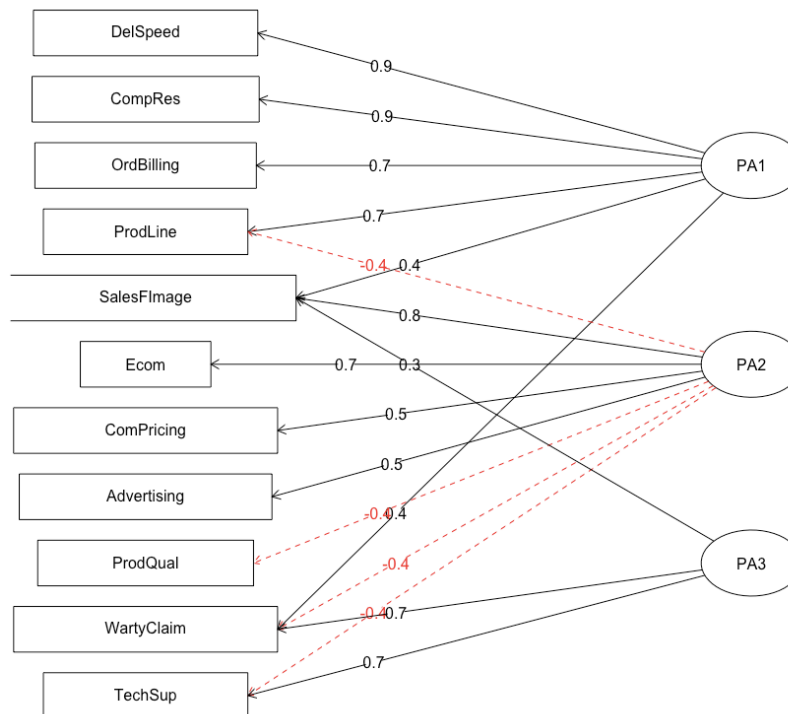 DelSpeed
0.9
CompRes
0.9
OrdBilling
0.7
PA1
ProdLine
0.7
-0.4 0.4
SalesFImage
0.8
Ecom
0.7 0.3
PA2
ComPricing
0.5
Advertising
0.5
-0.4 0.4
ProdQual
-0.4
PA3
WartyClaim
-0.4 0.7
TechSup
0.7